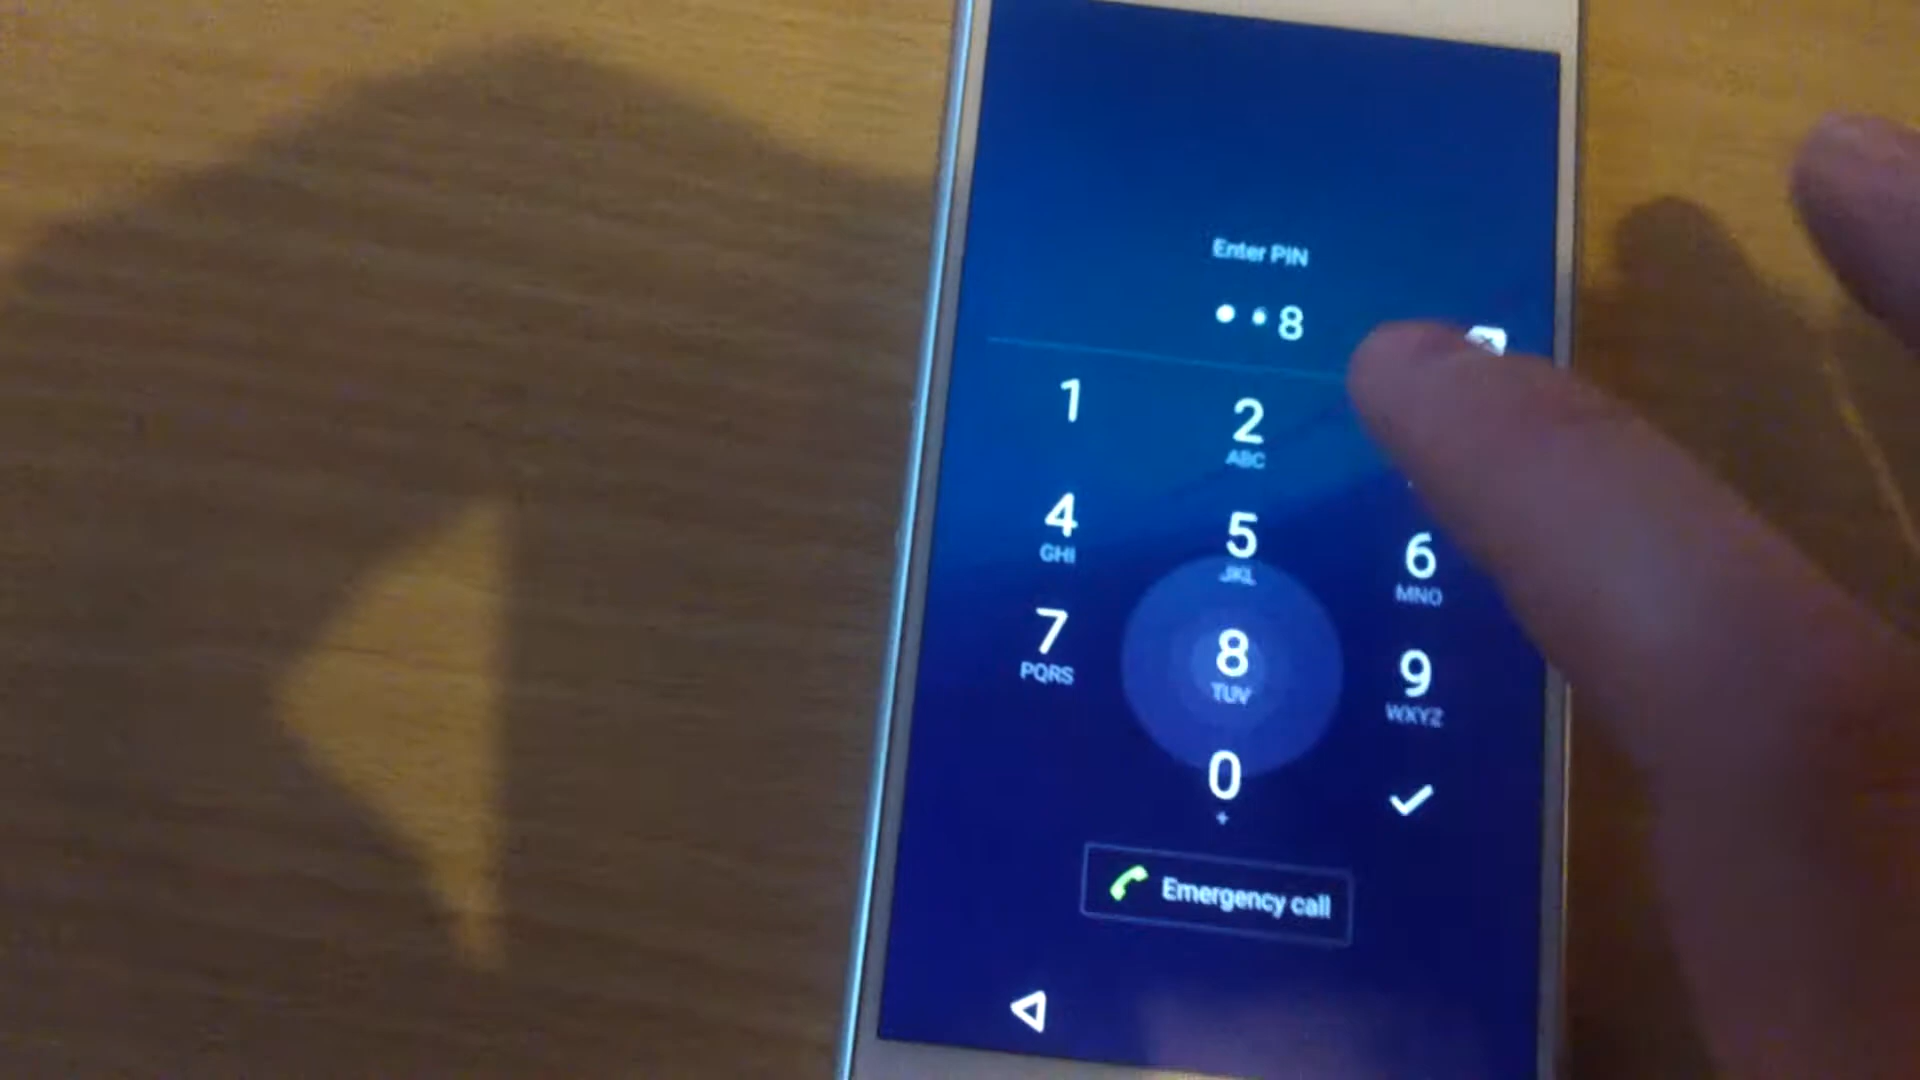 Enter PIN
••8
1
2
ABC
4
GHI
5
JKL
6
MNO
7
PQRS
8
TUV
9
WXYZ
0
+
Emergency call